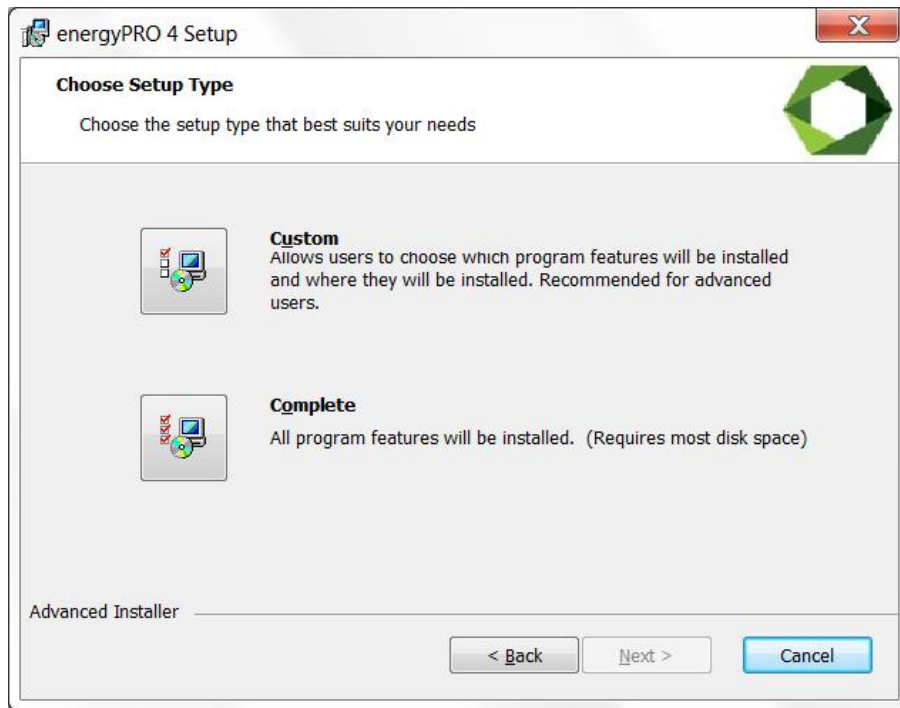 energyPRO 4 Setup
Choose Setup Type
Choose the setup type that best suits your needs
Custom
Allows users to choose which program features will be installed
and where they will be installed. Recommended for advanced
users.
Complete
All program features will be installed.  (Requires most disk space)
Advanced Installer
< Back Next > Cancel